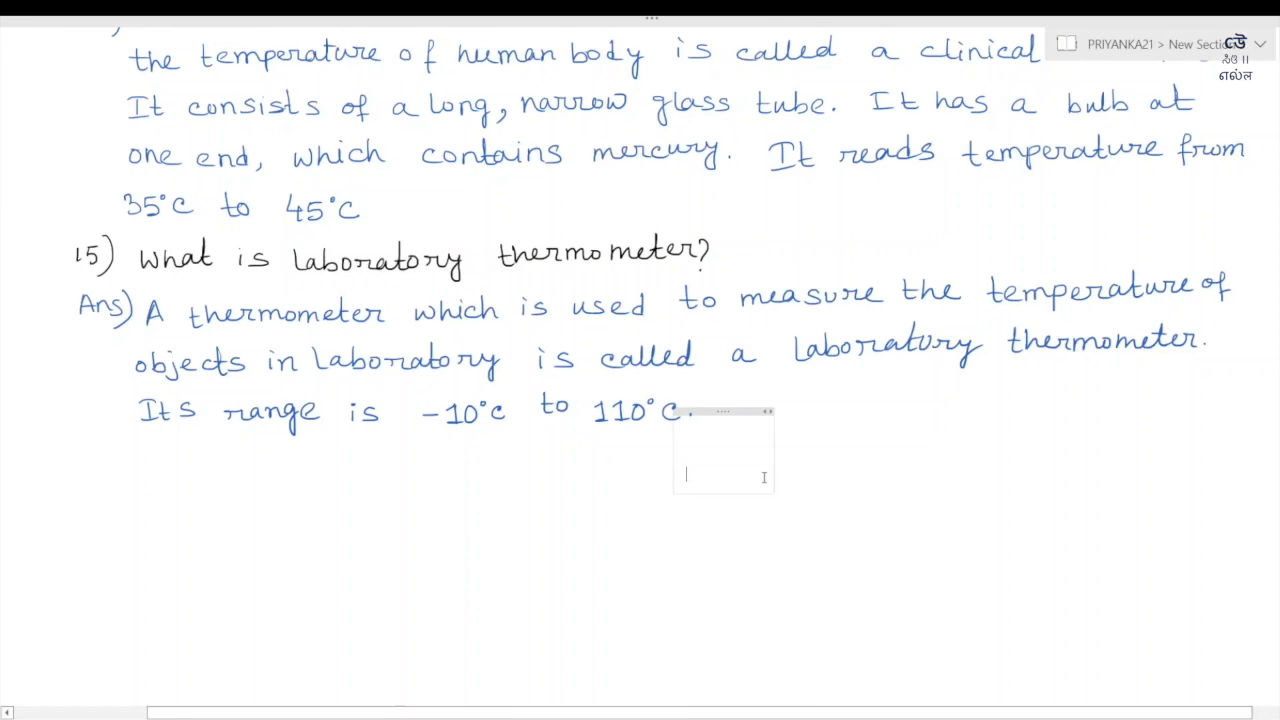 the temperature of human body is called a clinical
PRIYANKA21 > New Section
It consists of a long, narrow glass tube. It has a bulb at
one end, which contains mercury. It reads temperature from
35°C to 45°C
15) What is laboratory thermometer?
Ans) A thermometer which is used to measure the temperature of
objects in laboratory is called a laboratory thermometer.
Its range is -10°C to 110°C.